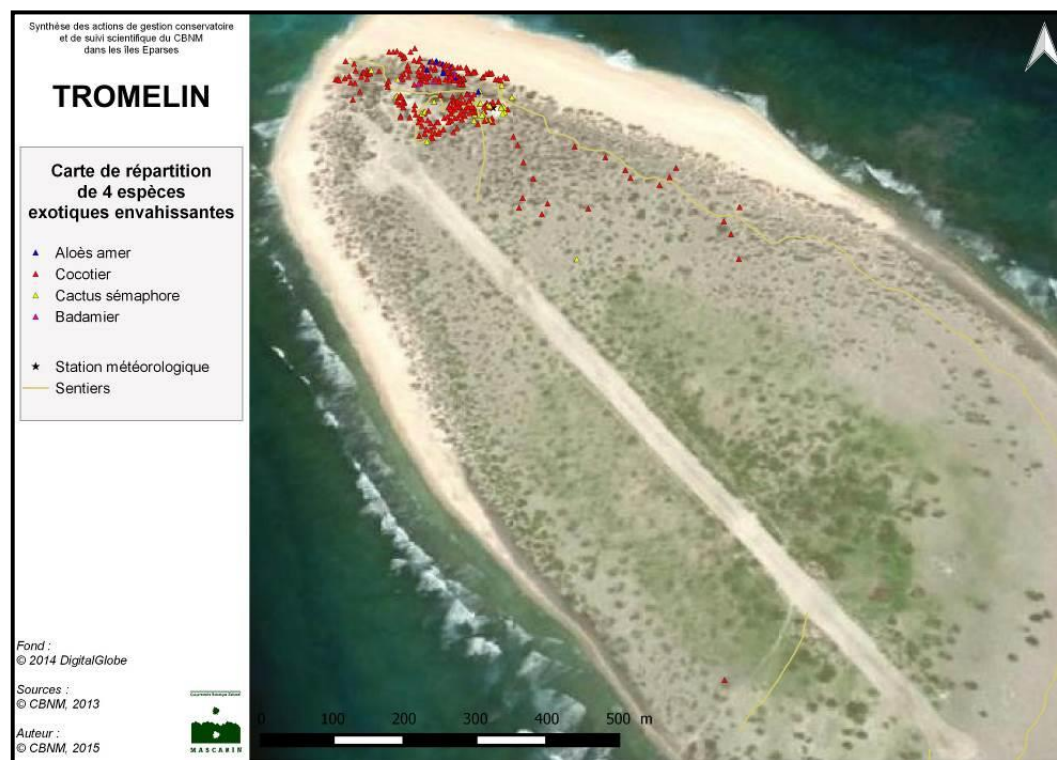 Synthèse des actions de gestion conservatoire
et de suivi scientifique du CBNM
dans les îles Eparses
TROMELIN
Carte de répartition
de 4 espèces
exotiques envahissantes
Aloès amer
Cocotier
Cactus sémaphore
Badamier
Station météorologique
Sentiers
Fond :
© 2014 DigitalGlobe
Sources :
© CBNM, 2013
Auteur :
© CBNM, 2015
MASCARIN
0 100 200 300 400 500 m